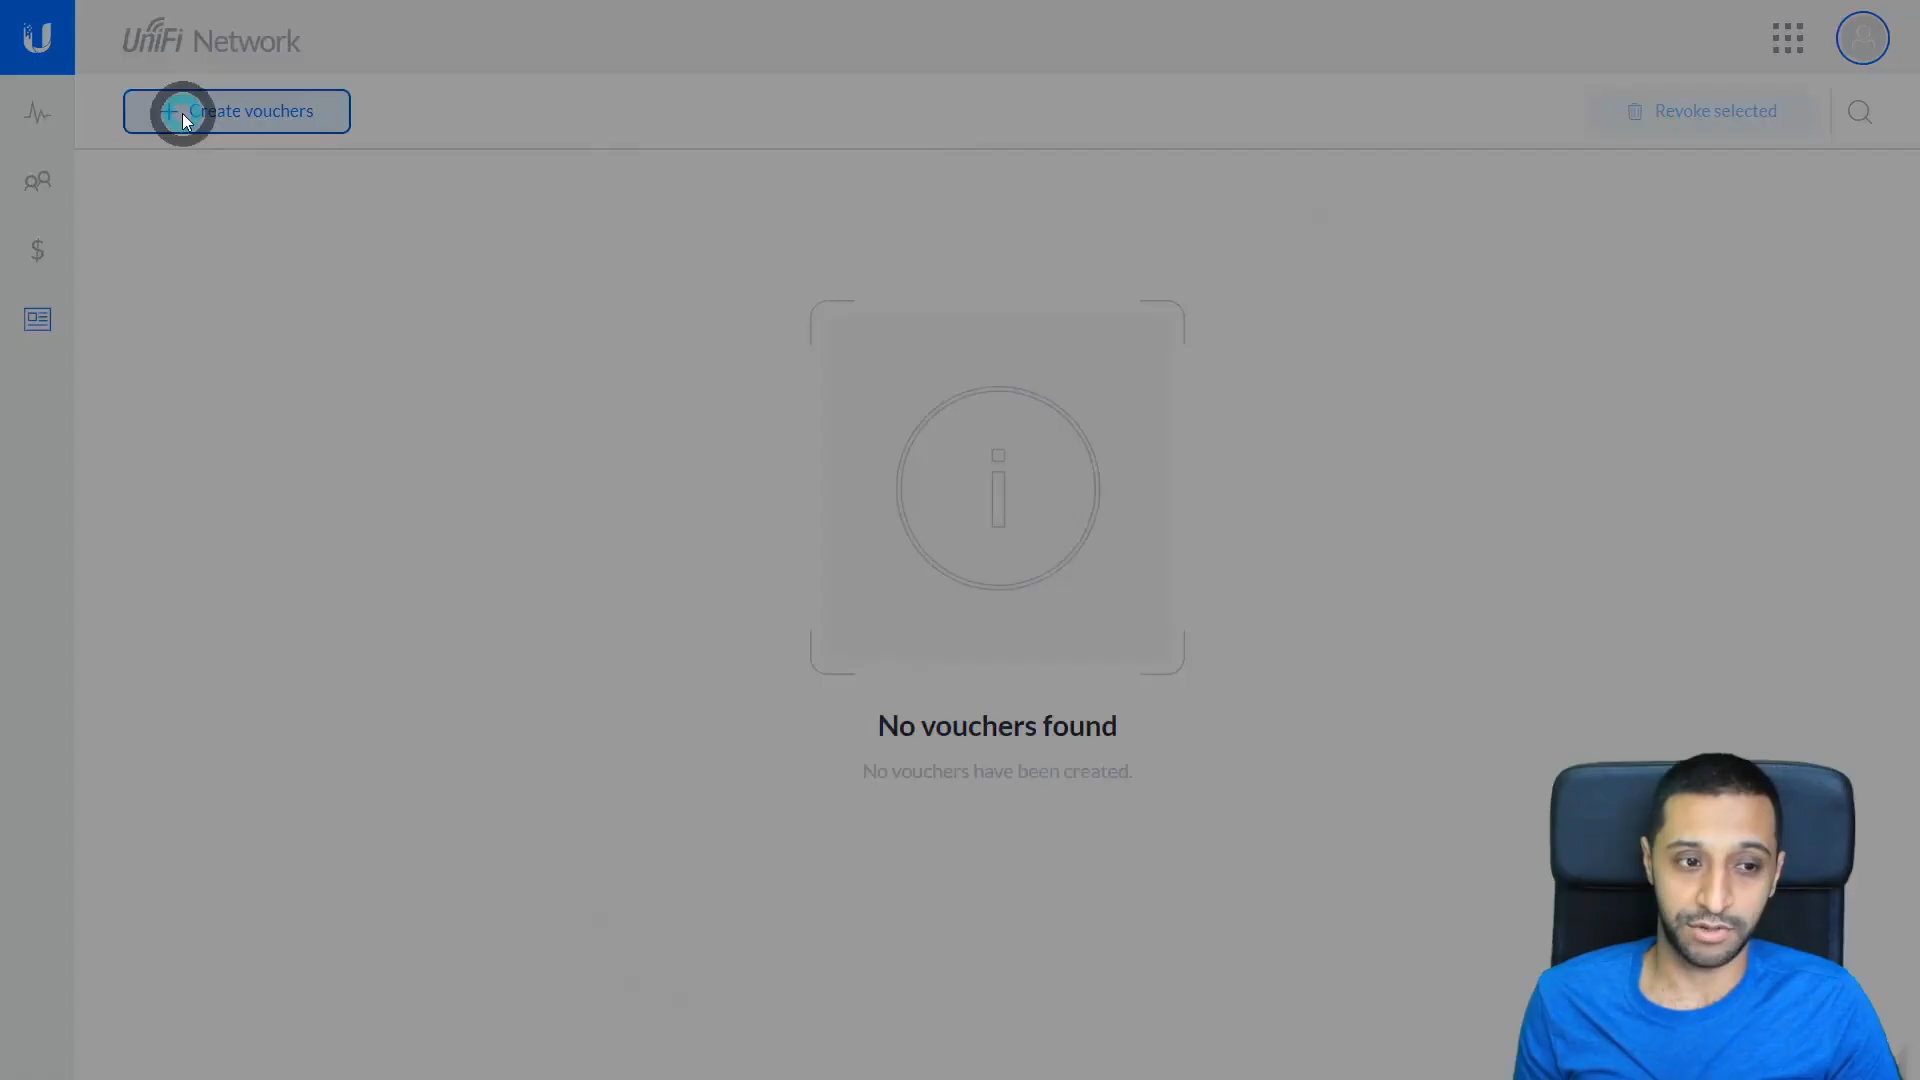 UniFi Network
Create vouchers
Revoke selected
$
No vouchers found
No vouchers have been created.